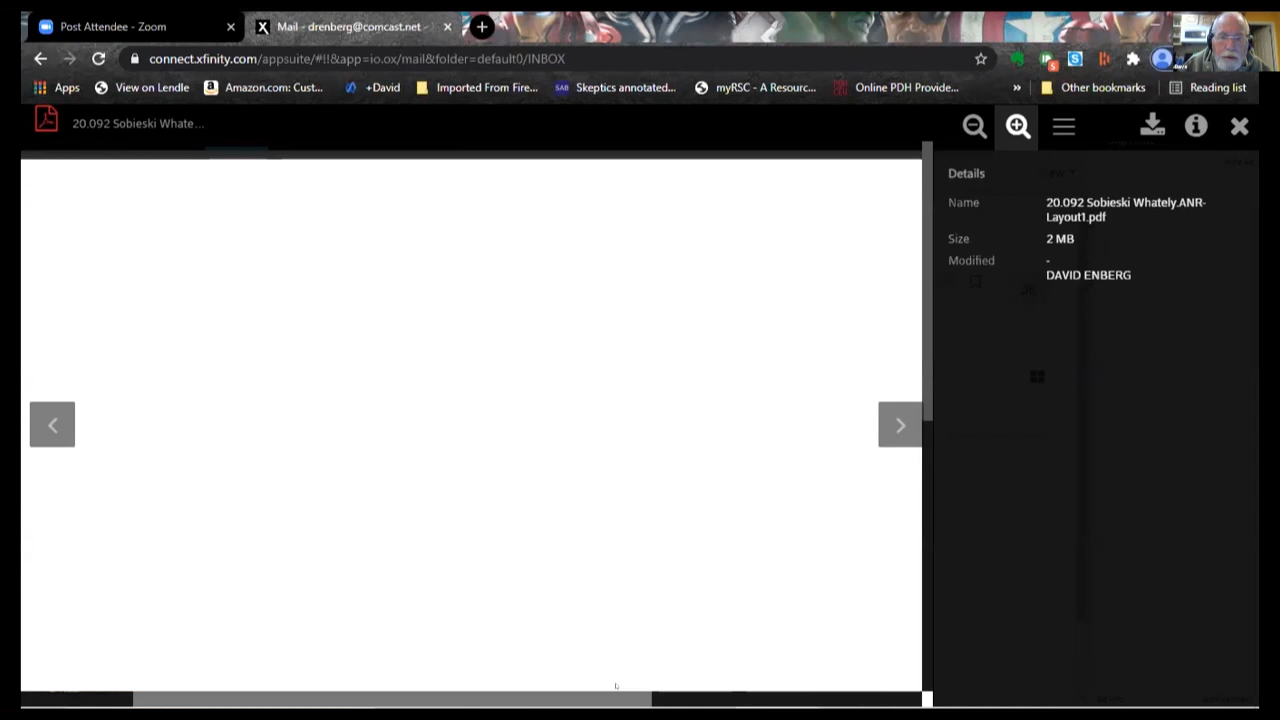 Post Attendee - Zoom
X Mail - drenberg@comcast.net -
connect.xfinity.com/appsuite/#!!&app=io.ox/mail&folder=default0/INBOX
Apps View on Lendle Amazon.com: Cust... +David Imported From Fire... SAB Skeptics annotated... myRSC - A Resourc... Online PDH Provide... » Other bookmarks Reading list
20.092 Sobieski Whate...
Details
Name 20.092 Sobieski Whately.ANR-
Layout1.pdf
Size 2 MB
Modified -
DAVID ENBERG